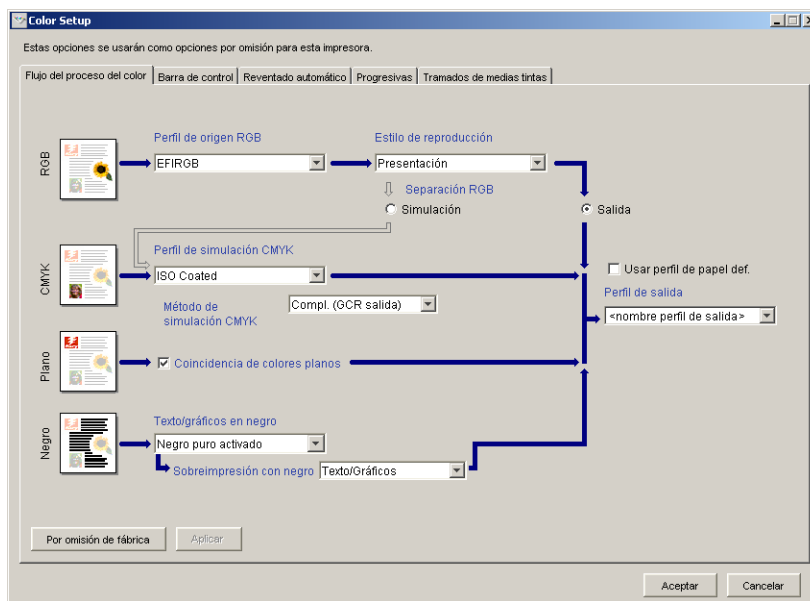 Color Setup
Estas opciones se usarán como opciones por omisión para esta impresora.
Flujo del proceso del color
Barra de control
Reventado automático
Progresivas
Tramados de medias tintas
RGB
Perfil de origen RGB
EFIRGB
Estilo de reproducción
Presentación
Separación RGB
Simulación
Salida
CMYK
Perfil de simulación CMYK
ISO Coated
Método de
simulación CMYK
Compl. (GCR salida)
Usar perfil de papel def.
Perfil de salida
<nombre perfil de salida>
Plano
Coincidencia de colores planos
Negro
Texto/gráficos en negro
Negro puro activado
Sobreimpresión con negro
Texto/Gráficos
Por omisión de fábrica
Aplicar
Aceptar
Cancelar